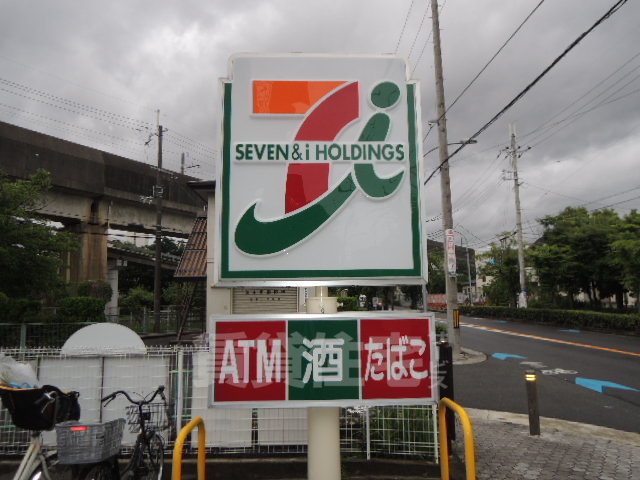 SEVEN & i HOLDINGS
ATM 酒 たばこ